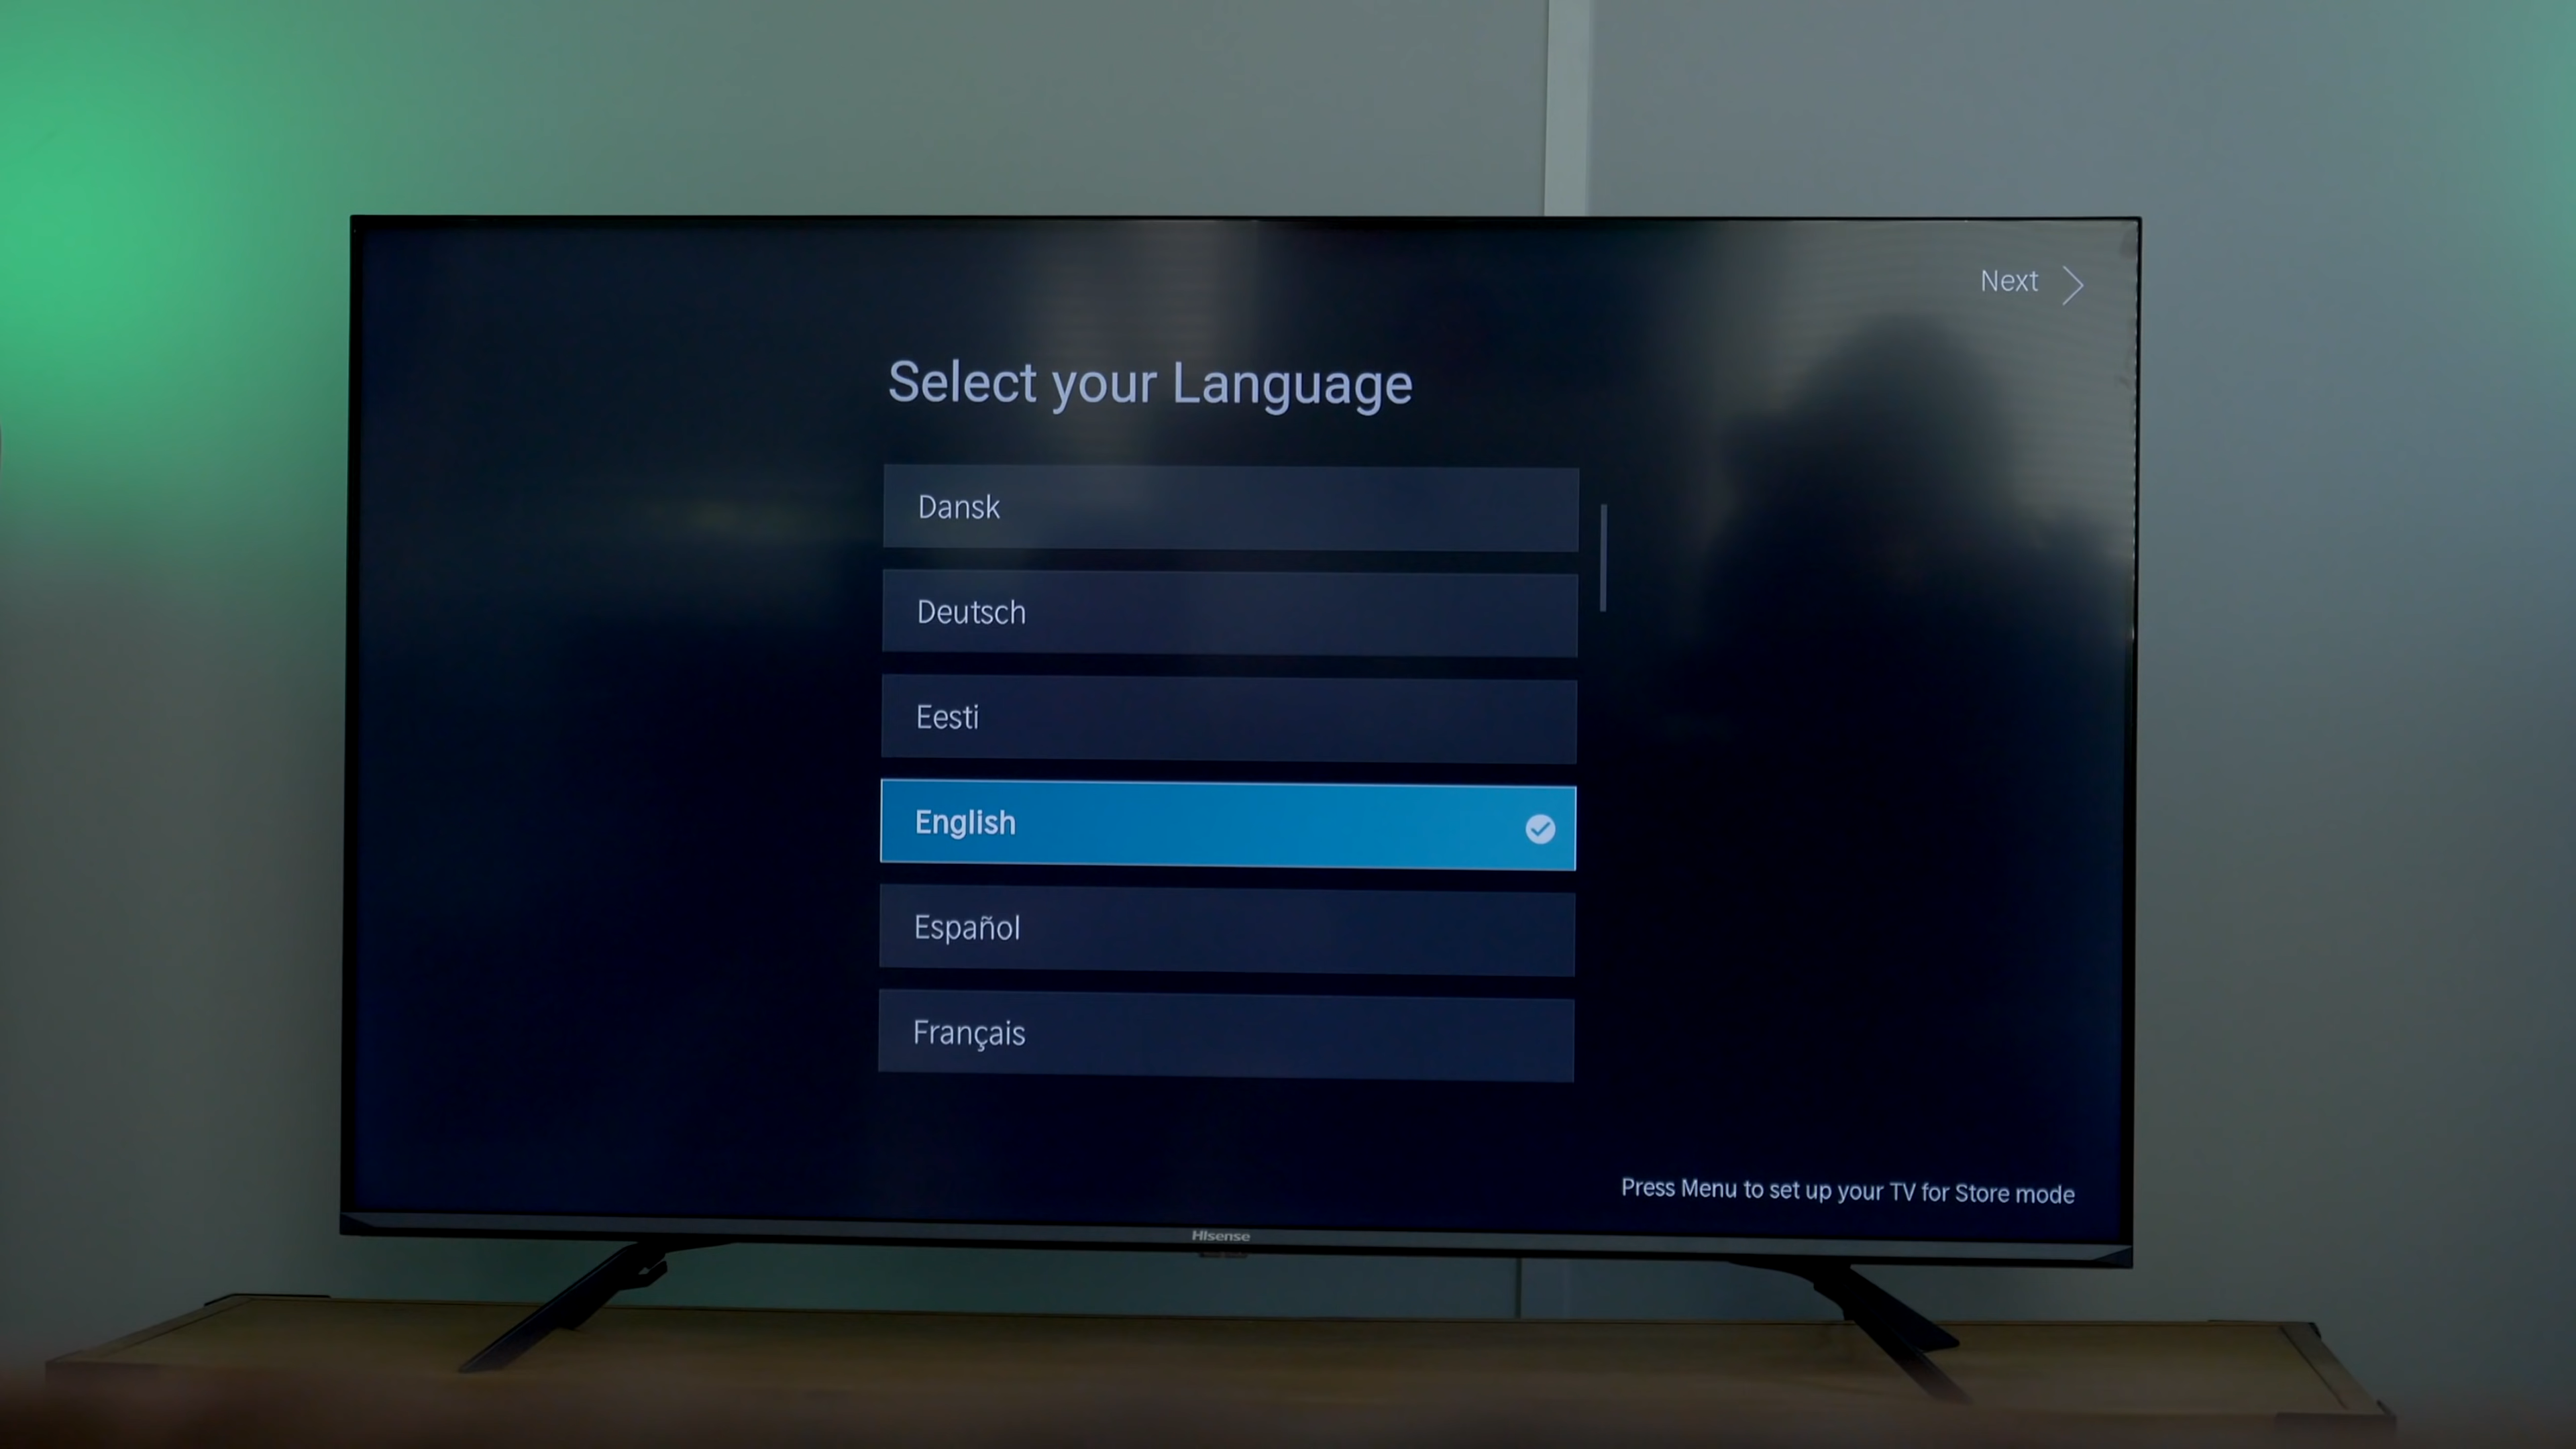 Next
Select your Language
Dansk
Deutsch
Eesti
English
Español
Français
Press Menu to set up your TV for Store mode
Hisense